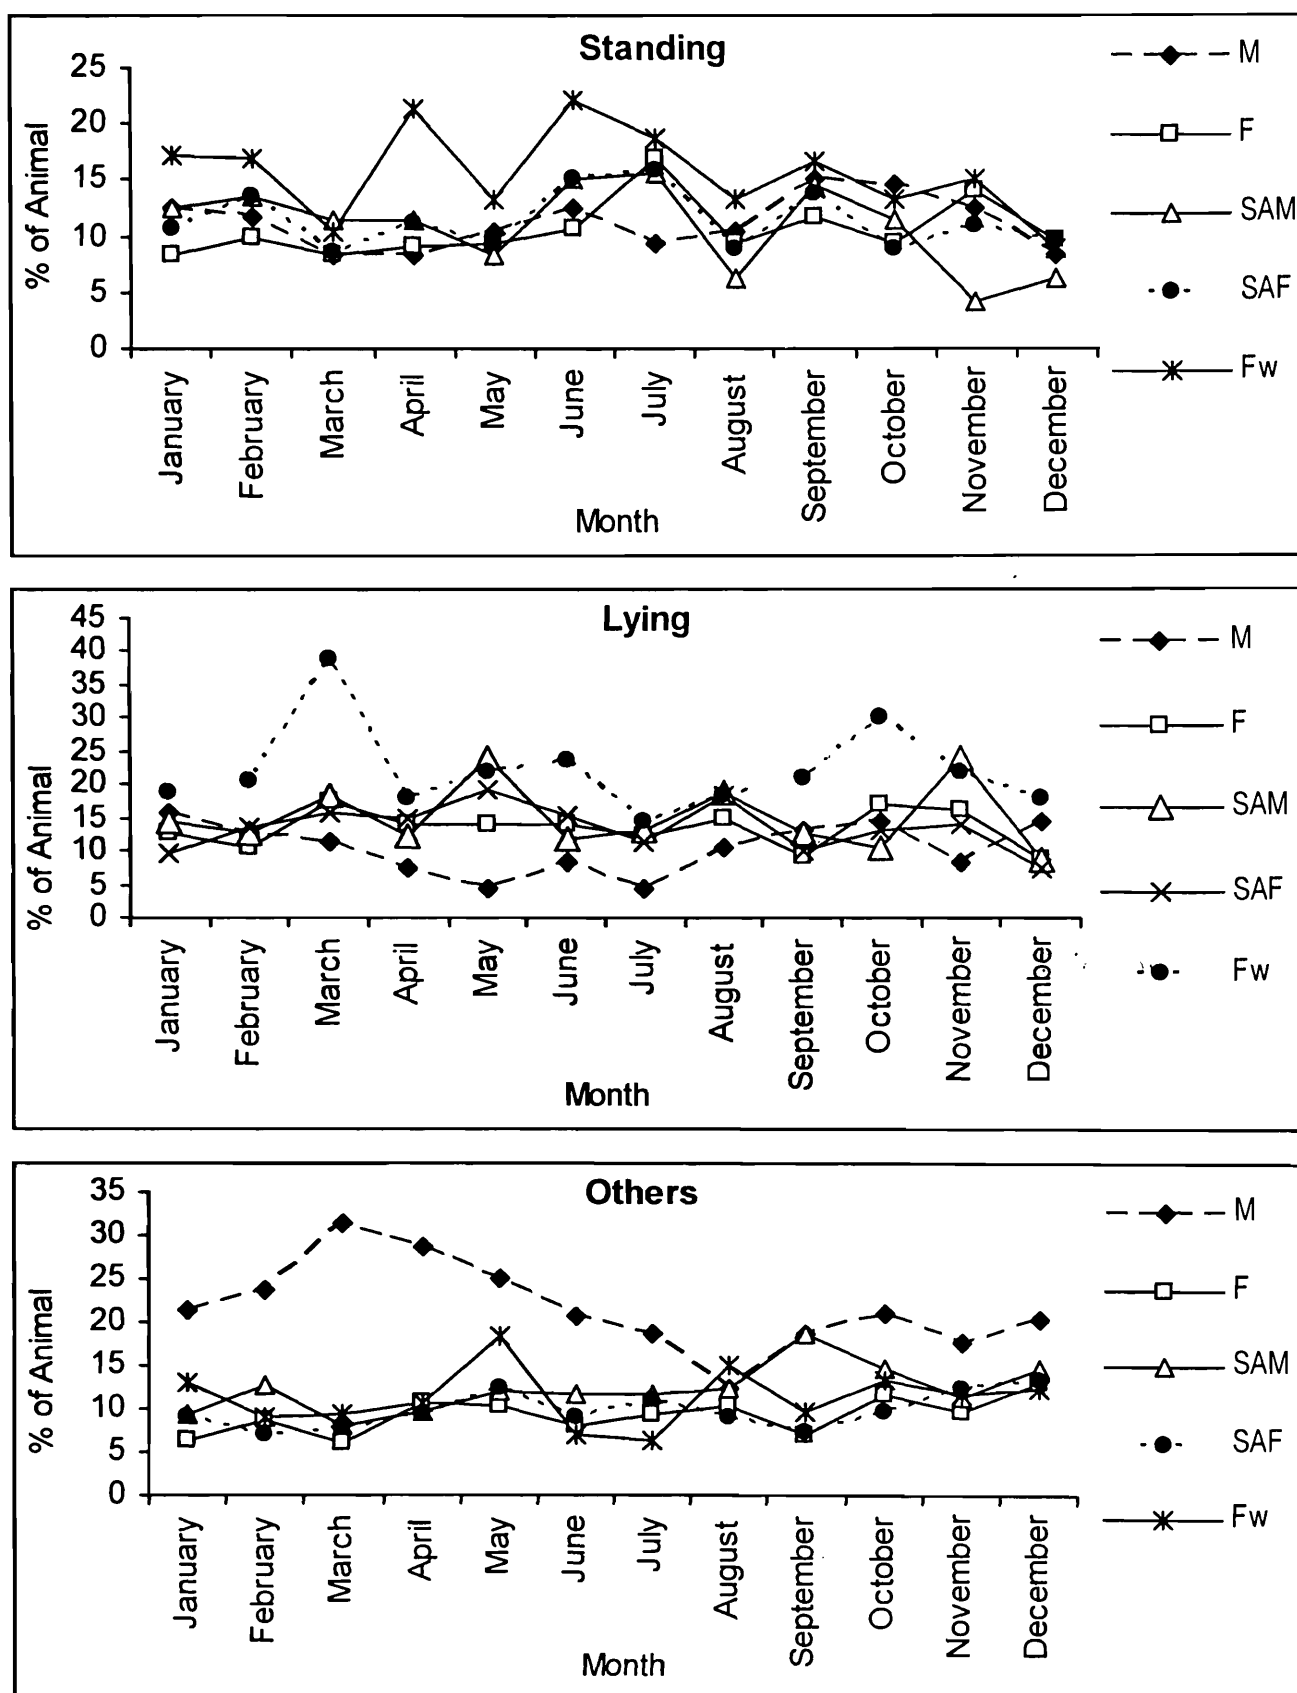 Standing
% of Animal
25
20
15
10
5
0
January
February
March
April
May
June
July
August
September
October
November
December
Month
M
F
SAM
SAF
Fw
Lying
% of Animal
45
40
35
30
25
20
15
10
5
0
January
February
March
April
May
June
July
August
September
October
November
December
Month
M
F
SAM
SAF
Fw
Others
% of Animal
35
30
25
20
15
10
5
0
January
February
March
April
May
June
July
August
September
October
November
December
Month
M
F
SAM
SAF
Fw